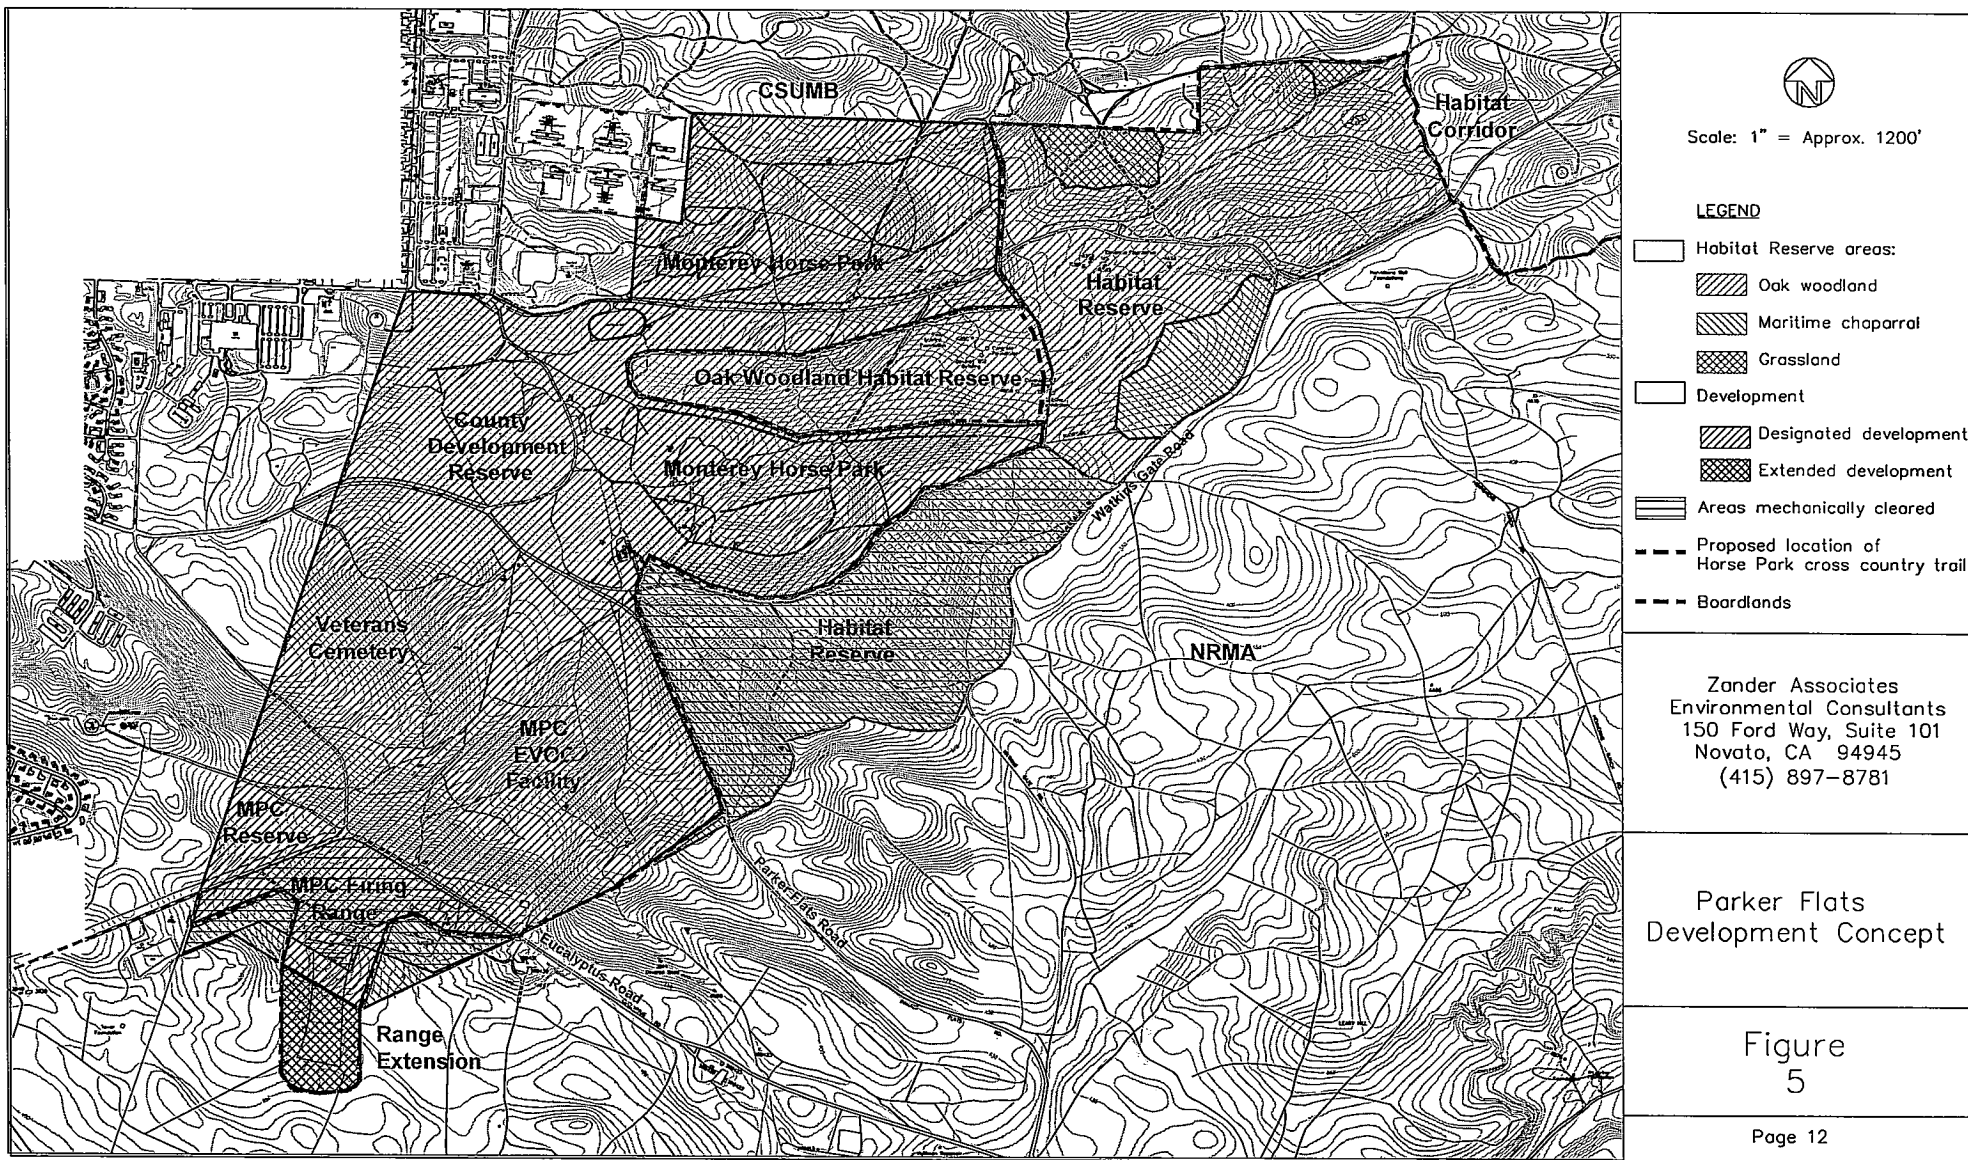 CSUMB
Habitat
Corridor
Monterey Horse Park
Habitat
Reserve
Oak Woodland Habitat Reserve
County
Development
Reserve
Monterey Horse Park
Watkins Gate Road
Veterans
Cemetery
Habitat
Reserve
NRMA
MPC
EVOC
Facility
MPC
Reserve
MPC Firing
Range
Parker Flats Road
Eucalyptus Road
Range
Extension
N
Scale: 1" = Approx. 1200'
LEGEND
Habitat Reserve areas:
Oak woodland
Maritime chaparral
Grassland
Development
Designated development
Extended development
Areas mechanically cleared
Proposed location of
Horse Park cross country trail
Boardlands
Zander Associates
Environmental Consultants
150 Ford Way, Suite 101
Novato, CA 94945
(415) 897-8781
Parker Flats
Development Concept
Figure
5
Page 12